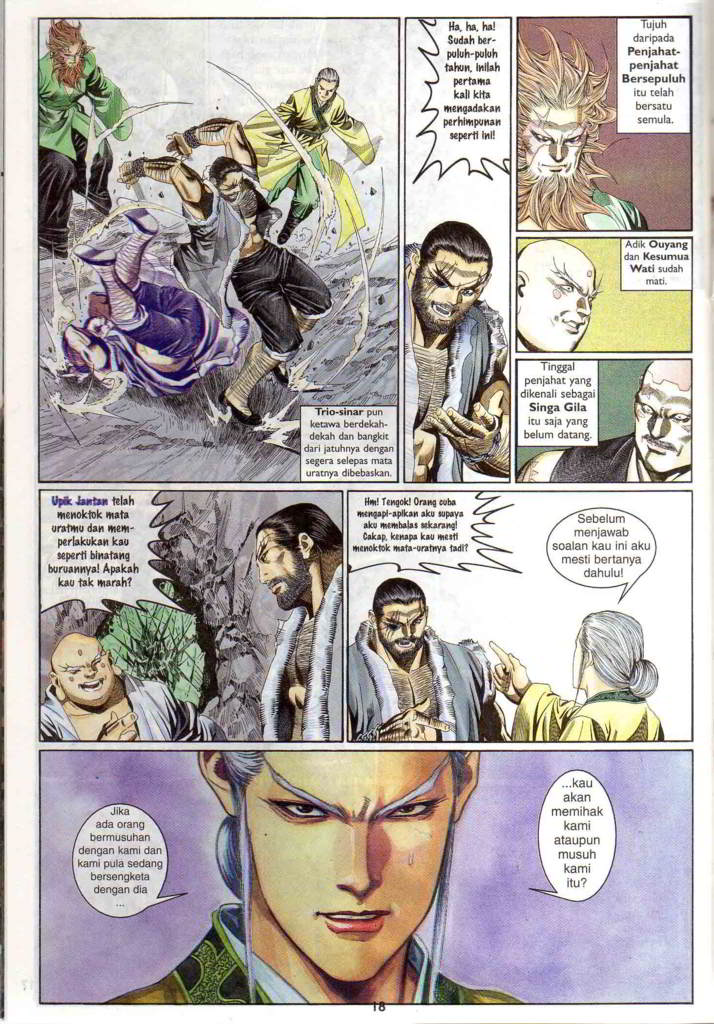 Trio-sinar pun
ketawa berdekah-
dekah dan bangkit
dari jatuhnya dengan
segera selepas mata
uratnya dibebaskan.
Ha, ha, ha!
Sudah ber-
puluh-puluh
tahun, inilah
pertama
kali kita
mengadakan
perhimpunan
seperti ini!
Tujuh
daripada
Penjahat-
penjahat
Bersepuluh
itu telah
bersatu
semula.
Adik Ouyang
dan Kesuma
Wati sudah
mati.
Tinggal
penjahat yang
dikenali sebagai
Singa Gila
itu saja yang
belum datang.
Upik Jantan telah
menoktok mata
uratmu dan mem-
perlakukan kau
seperti binatang
buruannya! Apakah
kau tak marah?
Hm! Tengok! Orang cuba
mengapi-apikan aku supaya
aku membalas sekarang!
Cakap, kenapa kau mesti
menoktok mata-uratnya tadi?
Sebelum
menjawab
soalan kau ini aku
mesti bertanya
dahulu!
Jika
ada orang
bermusuhan
dengan kami dan
kami pula sedang
bersengketa
dengan dia
...
...kau
akan
memihak
kami
ataupun
musuh
kami
itu?
18